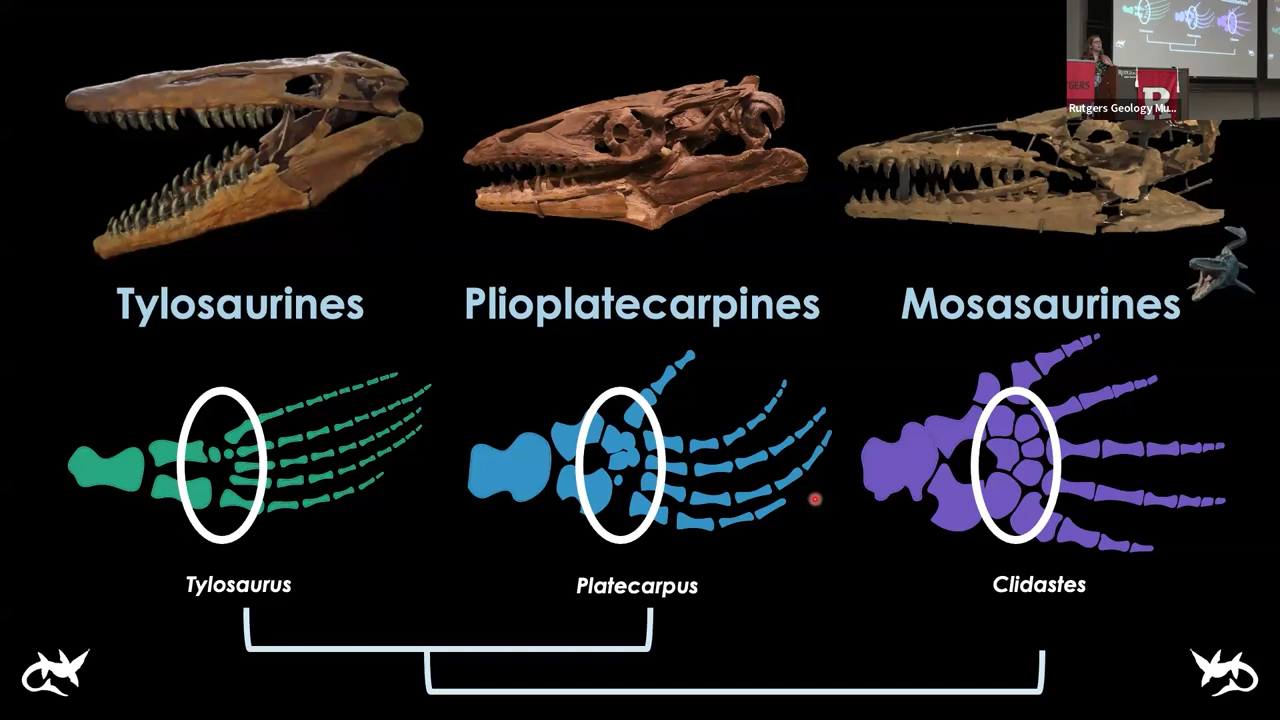 Rutgers Geology Mu...
Tylosaurines
Plioplatecarpines
Mosasaurines
Tylosaurus
Platecarpus
Clidastes